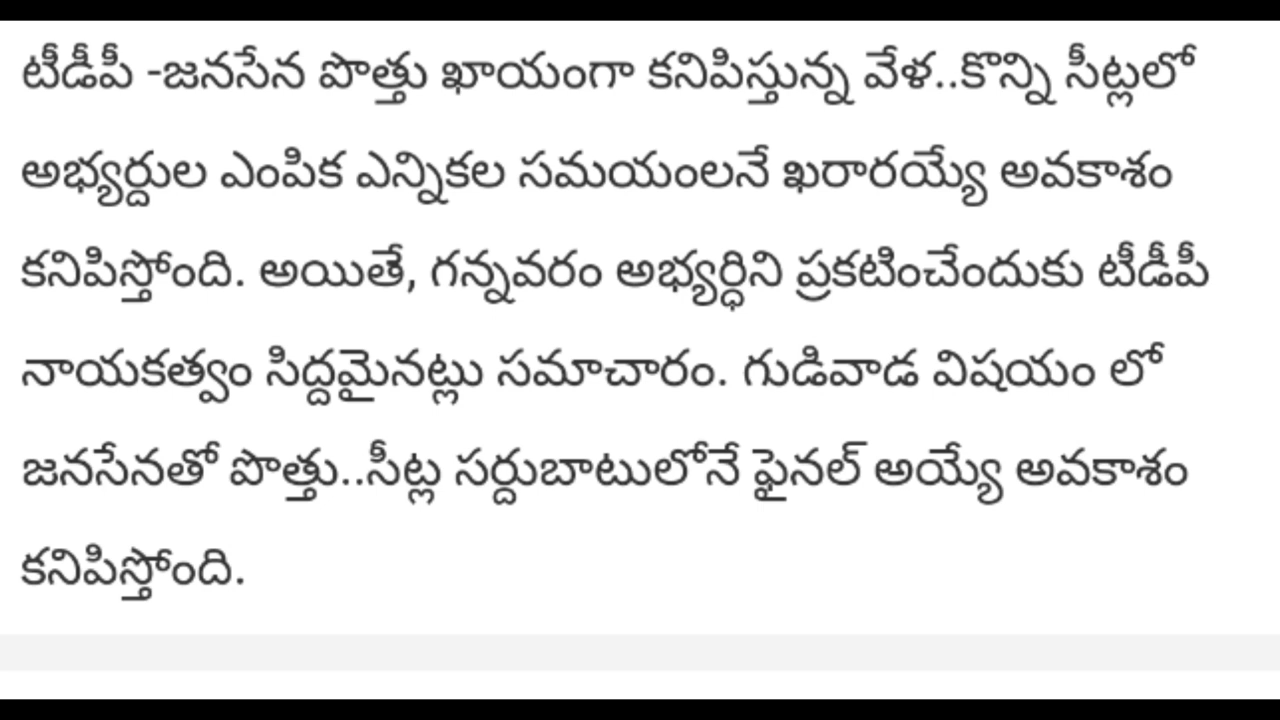 టీడీపీ -జనసేన పొత్తు ఖాయంగా కనిపిస్తున్న వేళ..కొన్ని సీట్లలో
అభ్యర్దుల ఎంపిక ఎన్నికల సమయంలనే ఖరారయ్యే అవకాశం
కనిపిస్తోంది. అయితే, గన్నవరం అభ్యర్ధిని ప్రకటించేందుకు టీడీపీ
నాయకత్వం సిద్దమైనట్లు సమాచారం. గుడివాడ విషయం లో
జనసేనతో పొత్తు..సీట్ల సర్దుబాటులోనే ఫైనల్ అయ్యే అవకాశం
కనిపిస్తోంది.